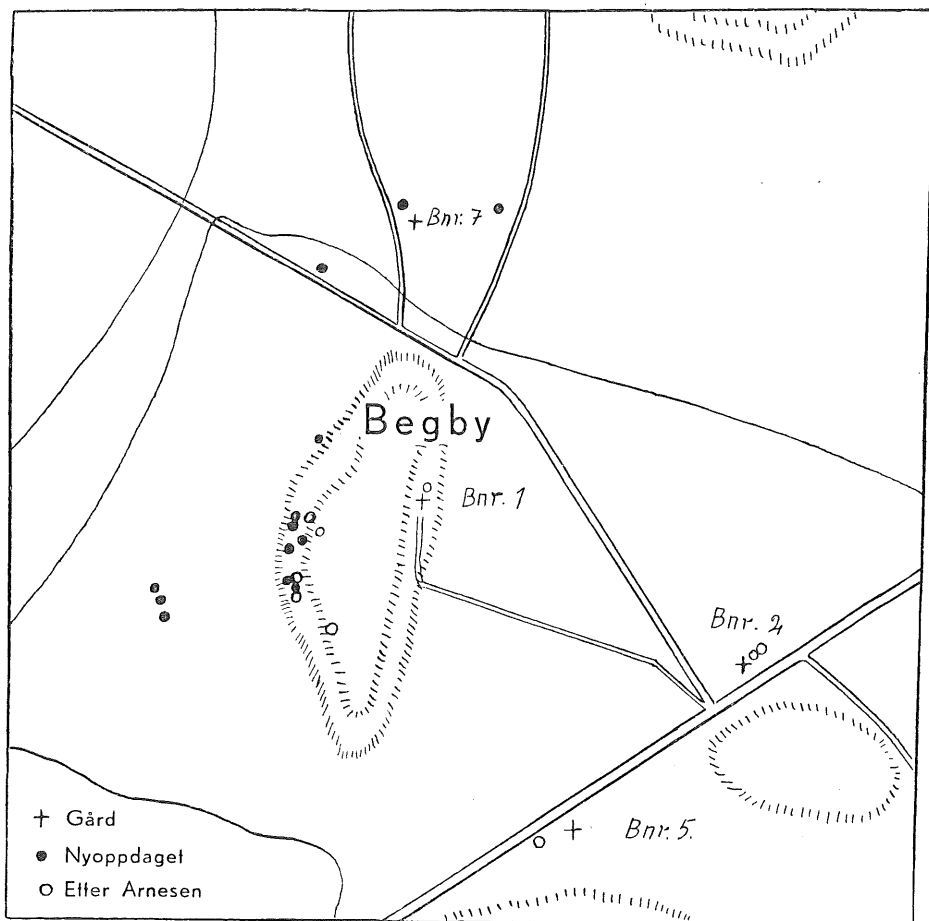 Bnr. 7
Begby
Bnr. 1
Bnr. 2
Bnr. 5.
Gård
Nyoppdaget
Etter Arnesen